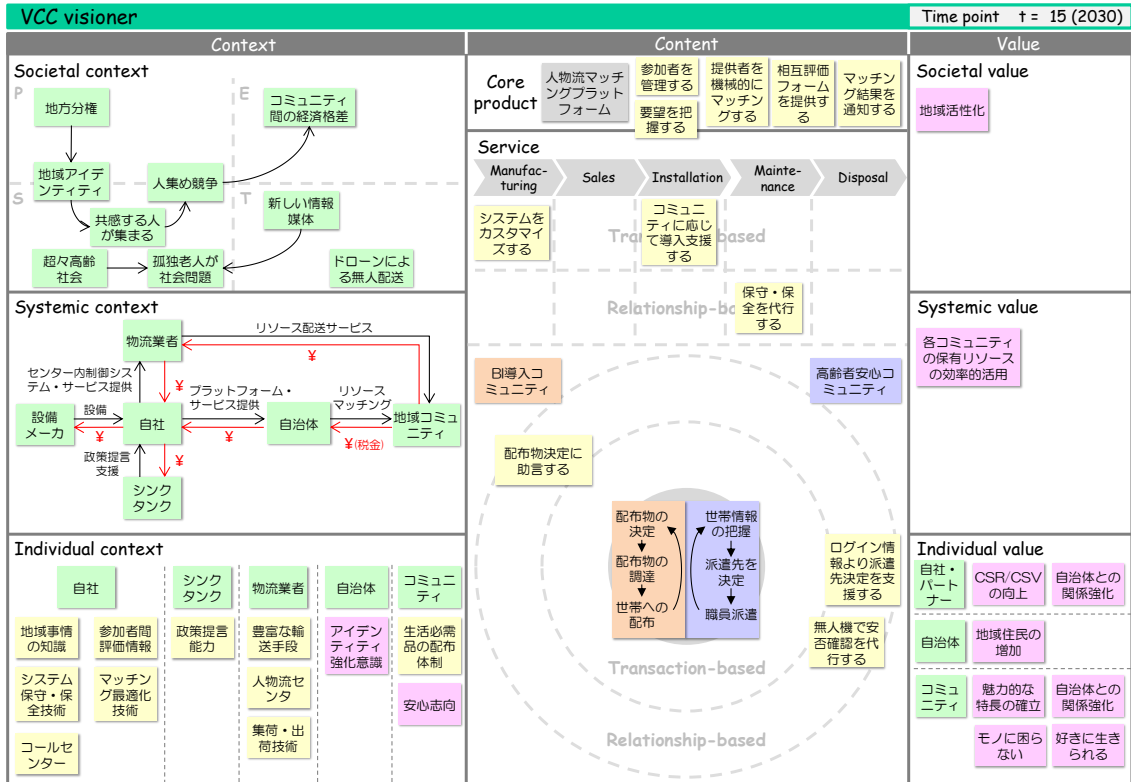 VCC visioner
Time point t = 15 (2030)
Context
Content
Value
Societal context
P
E
S
T
地方分権
コミュニティ
間の経済格差
地域アイデ
ンティティ
人集め競争
共感する人
が集まる
新しい情報
媒体
超々高齢
社会
孤独老人が
社会問題
ドローンによ
る無人配送
Systemic context
物流業者
リソース配送サービス
¥
センター内制御シス
テム・サービス提供
¥
プラットフォーム・
サービス提供
リソース
マッチング
設備
メーカ
設備
¥
自社
¥
自治体
¥(税金)
地域コミュ
ニティ
政策提言
支援
¥
シンク
タンク
Individual context
自社
シンク
タンク
物流業者
自治体
コミュニ
ティ
地域事情
の知識
参加者間
評価情報
政策提言
能力
豊富な輸
送手段
アイデン
ティティ
強化意識
生活必需
品の配布
体制
システム
保守・保
全技術
マッチン
グ最適化
技術
人物流セ
ンタ
安心志向
コールセ
ンター
集荷・出
荷技術
Core
product
人物流マッ
チングプラット
フォーム
参加者を
管理する
要望を把
握する
提供者を
機械的に
マッチン
グする
相互評価
フォーム
を提供す
る
マッチン
グ結果を
通知する
Service
Manufac-
turing
Sales
Installation
Mainte-
nance
Disposal
システムを
カスタマイ
ズする
コミュニ
ティに応じ
て導入支援
する
Transaction-based
保守・保
全を代行
する
Relationship-based
BI導入コ
ミュニティ
高齢者安心コ
ミュニティ
配布物決定に
助言する
配布物の
決定
配布物の
調達
世帯への
配布
世帯情報
の把握
派遣先を
決定
職員派遣
ログイン情
報より派遣
先決定を支
援する
無人機で安
否確認を代
行する
Transaction-based
Relationship-based
Societal value
地域活性化
Systemic value
各コミュニティ
の保有リソース
の効率的活用
Individual value
自社・パー
トナー
CSR/CSV
の向上
自治体との
関係強化
自治体
地域住民の
増加
コミュ
ニティ
魅力的な
特長の確立
自治体との
関係強化
モノに困ら
ない
好きに生き
られる